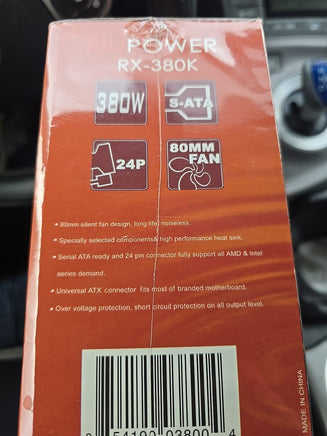 POWER
RX-380K
380W
S-ATA
24P
80MM
FAN
• 80mm silent fan design, long life, noiseless.
• Specially selected components& high performance heat sink.
• Serial ATA ready and 24 pin connector fully support all AMD & Intel
series demand.
• Universal ATX connector fits most of branded motherboard.
• Over voltage protection, short circuit protection on all output level.
03800 4
MADE IN CHINA